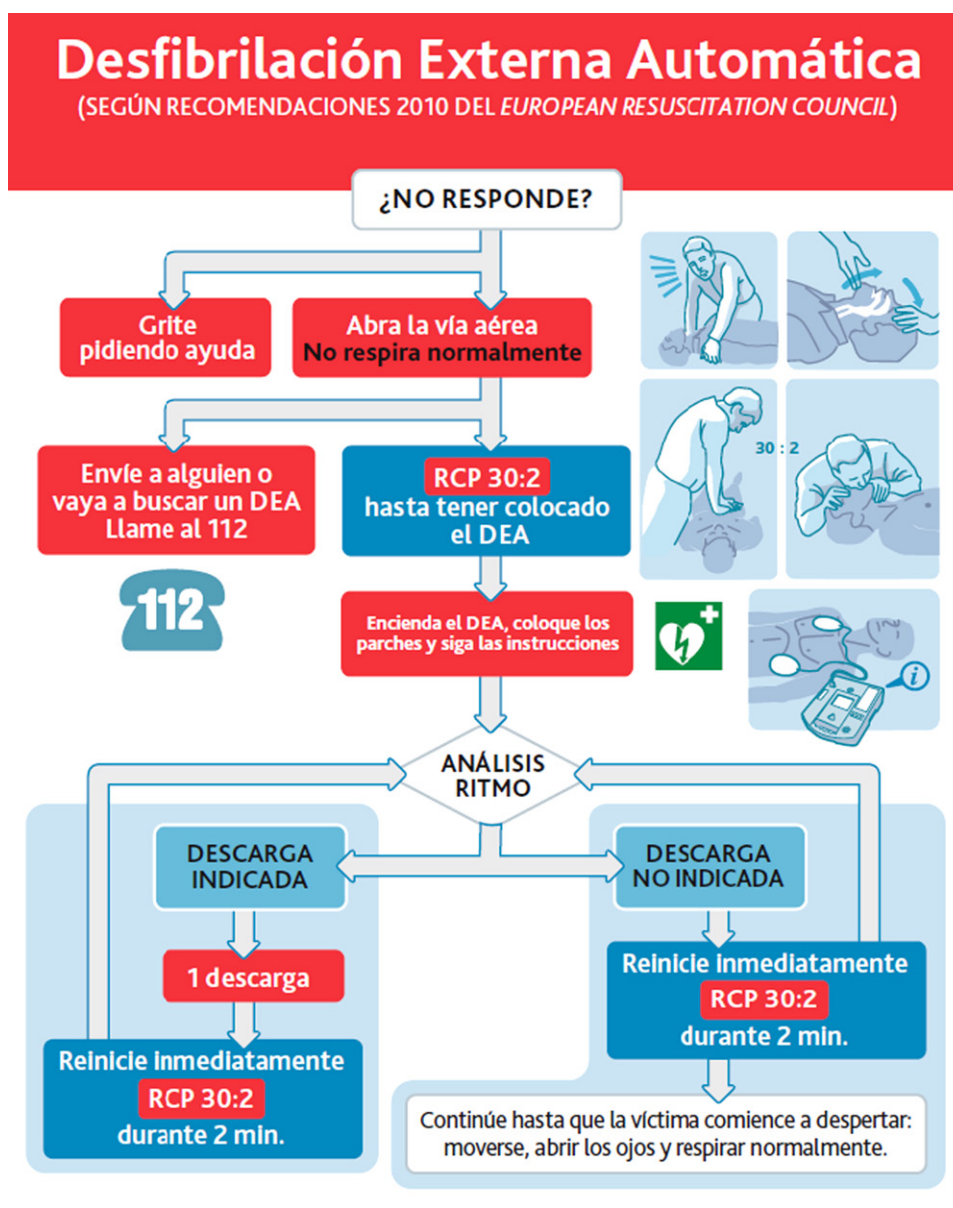 Desfibrilación Externa Automática
(SEGÚN RECOMENDACIONES 2010 DEL EUROPEAN RESUSCITATION COUNCIL)
¿NO RESPONDE?
Grite
pidiendo ayuda
Abra la vía aérea
No respira normalmente
Envíe a alguien o
vaya a buscar un DEA
Llame al 112
RCP 30:2
hasta tener colocado
el DEA
30 : 2
112
Encienda el DEA, coloque los
parches y siga las instrucciones
i
ANÁLISIS
RITMO
DESCARGA
INDICADA
1 descarga
Reinicie inmediatamente
RCP 30:2
durante 2 min.
DESCARGA
NO INDICADA
Reinicie inmediatamente
RCP 30:2
durante 2 min.
Continúe hasta que la víctima comience a despertar:
moverse, abrir los ojos y respirar normalmente.